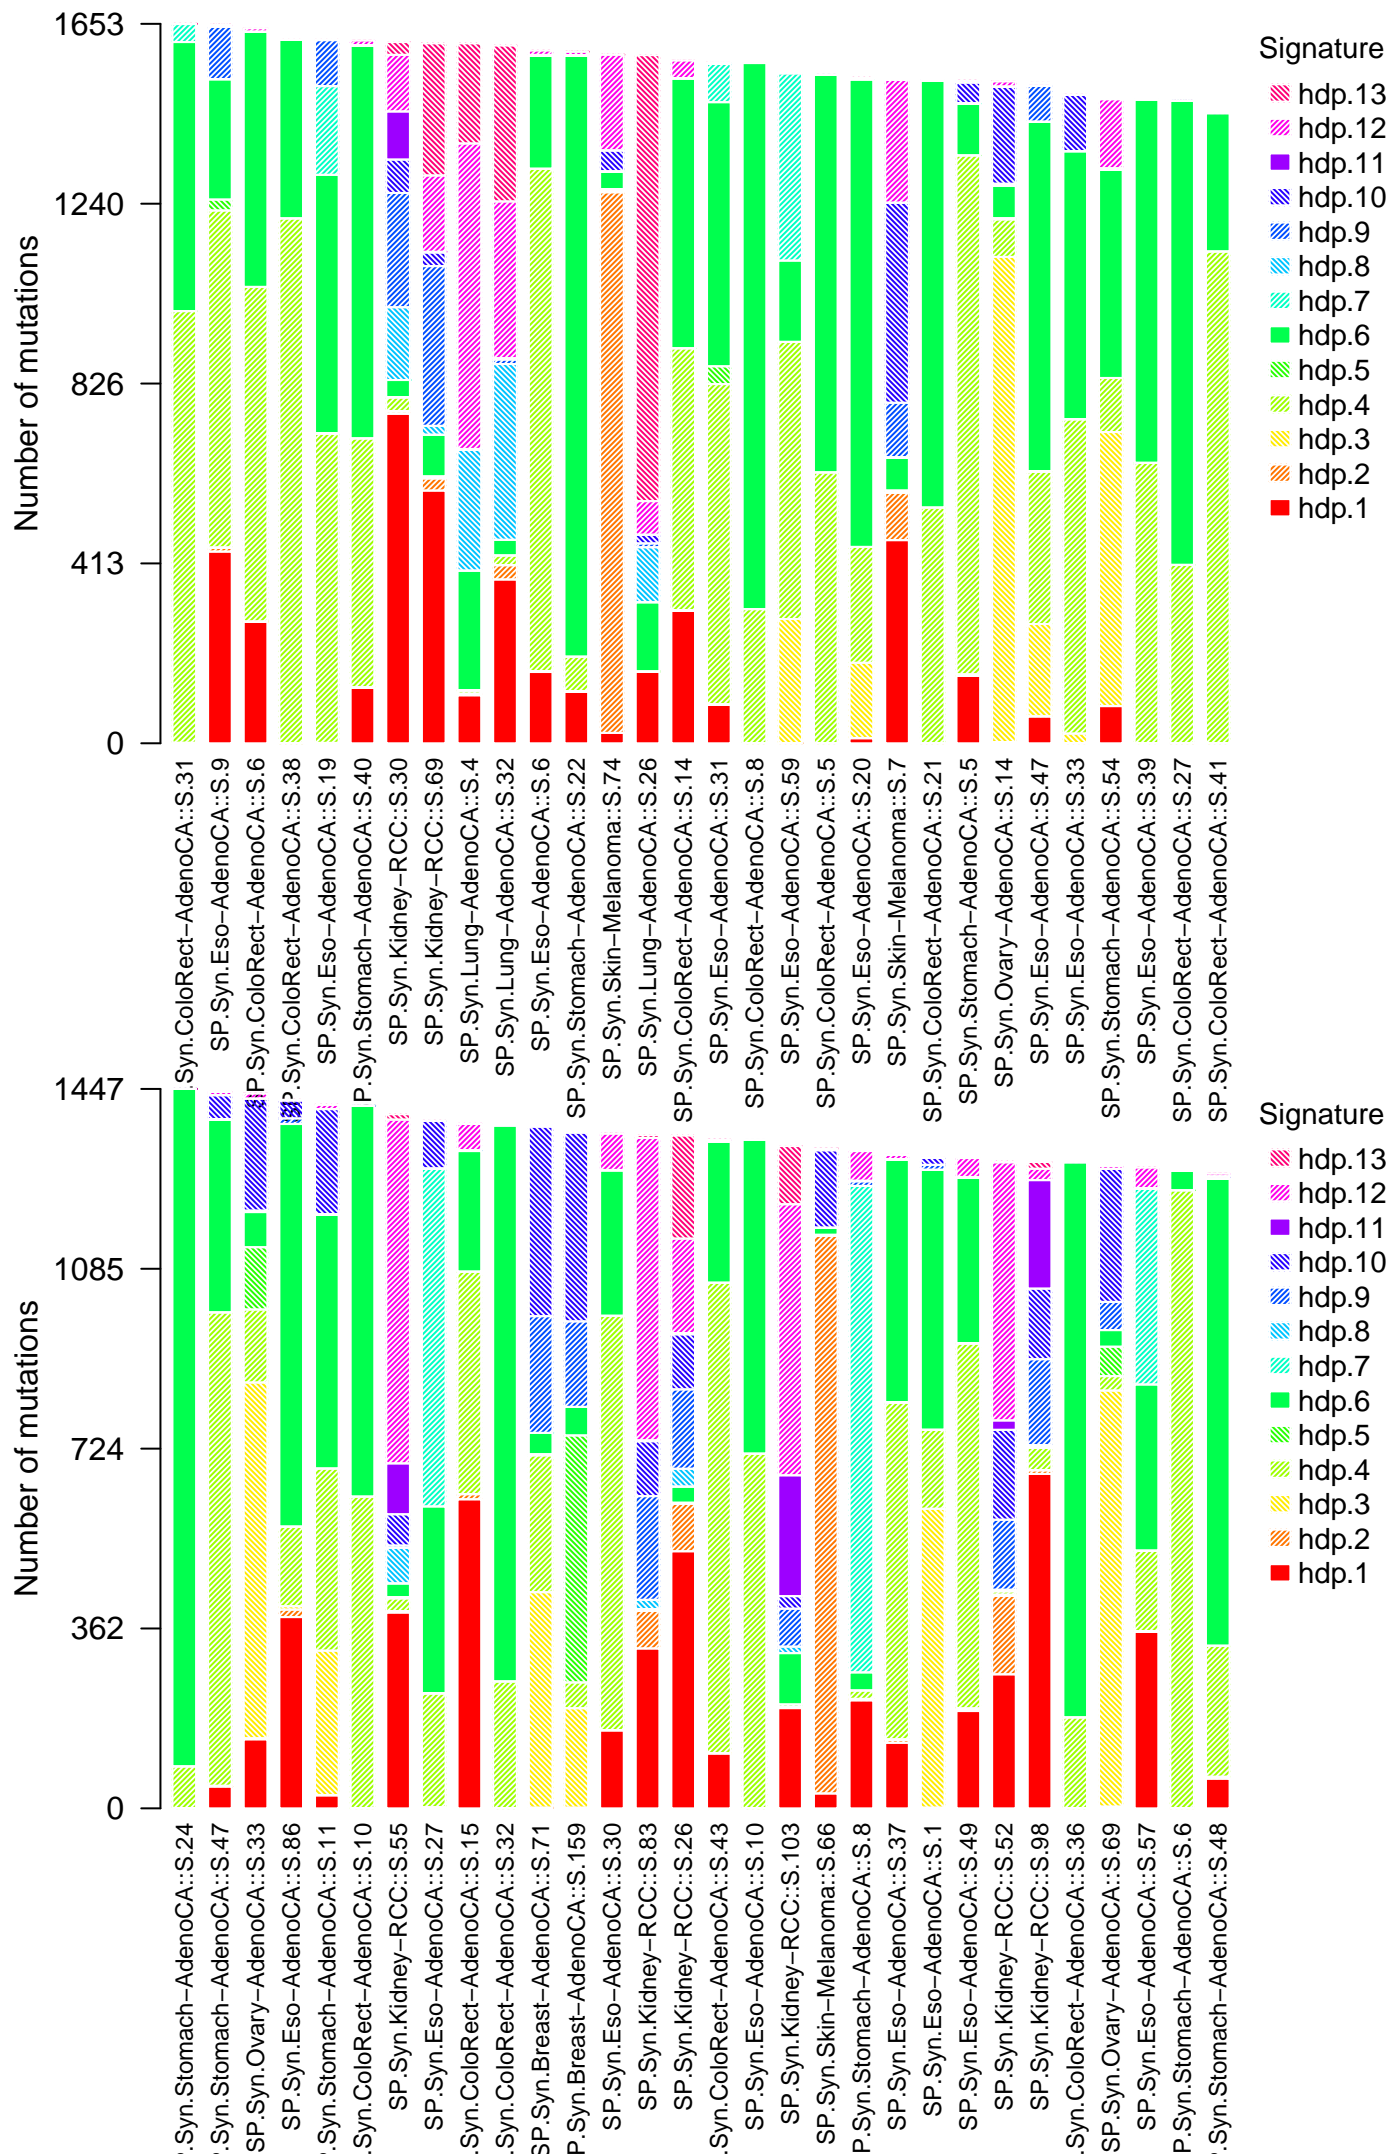 1653
1240
826
413
0
Number of mutations
Signature
hdp.13
hdp.12
hdp.11
hdp.10
hdp.9
hdp.8
hdp.7
hdp.6
hdp.5
hdp.4
hdp.3
hdp.2
hdp.1
.Syn.ColoRect−AdenoCA::S.31
SP.Syn.Eso−AdenoCA::S.9
SP.Syn.ColoRect−AdenoCA::S.6
SP.Syn.ColoRect−AdenoCA::S.38
SP.Syn.Eso−AdenoCA::S.19
P.Syn.Stomach−AdenoCA::S.40
SP.Syn.Kidney−RCC::S.30
SP.Syn.Kidney−RCC::S.69
SP.Syn.Lung−AdenoCA::S.4
SP.Syn.Lung−AdenoCA::S.32
SP.Syn.Eso−AdenoCA::S.6
SP.Syn.Stomach−AdenoCA::S.22
SP.Syn.Skin−Melanoma::S.74
SP.Syn.Lung−AdenoCA::S.26
SP.Syn.ColoRect−AdenoCA::S.14
SP.Syn.Eso−AdenoCA::S.31
SP.Syn.ColoRect−AdenoCA::S.8
SP.Syn.Eso−AdenoCA::S.59
SP.Syn.ColoRect−AdenoCA::S.5
SP.Syn.Eso−AdenoCA::S.20
SP.Syn.Skin−Melanoma::S.7
SP.Syn.ColoRect−AdenoCA::S.21
SP.Syn.Stomach−AdenoCA::S.5
SP.Syn.Ovary−AdenoCA::S.14
SP.Syn.Eso−AdenoCA::S.47
SP.Syn.Eso−AdenoCA::S.33
SP.Syn.Stomach−AdenoCA::S.54
SP.Syn.Eso−AdenoCA::S.39
SP.Syn.ColoRect−AdenoCA::S.27
SP.Syn.ColoRect−AdenoCA::S.41
1447
1085
724
362
0
Number of mutations
Signature
hdp.13
hdp.12
hdp.11
hdp.10
hdp.9
hdp.8
hdp.7
hdp.6
hdp.5
hdp.4
hdp.3
hdp.2
hdp.1
P.Syn.Stomach−AdenoCA::S.24
SP.Syn.Stomach−AdenoCA::S.47
SP.Syn.Ovary−AdenoCA::S.33
SP.Syn.Eso−AdenoCA::S.86
P.Syn.Stomach−AdenoCA::S.11
.Syn.ColoRect−AdenoCA::S.10
SP.Syn.Kidney−RCC::S.55
SP.Syn.Eso−AdenoCA::S.27
.Syn.ColoRect−AdenoCA::S.15
.Syn.ColoRect−AdenoCA::S.32
SP.Syn.Breast−AdenoCA::S.71
P.Syn.Breast−AdenoCA::S.159
SP.Syn.Eso−AdenoCA::S.30
SP.Syn.Kidney−RCC::S.83
SP.Syn.Kidney−RCC::S.26
.Syn.ColoRect−AdenoCA::S.43
SP.Syn.Eso−AdenoCA::S.10
SP.Syn.Kidney−RCC::S.103
SP.Syn.Skin−Melanoma::S.66
P.Syn.Stomach−AdenoCA::S.8
SP.Syn.Eso−AdenoCA::S.37
SP.Syn.Eso−AdenoCA::S.1
SP.Syn.Eso−AdenoCA::S.49
SP.Syn.Kidney−RCC::S.52
SP.Syn.Kidney−RCC::S.98
.Syn.ColoRect−AdenoCA::S.36
SP.Syn.Ovary−AdenoCA::S.69
SP.Syn.Eso−AdenoCA::S.57
P.Syn.Stomach−AdenoCA::S.6
.Syn.Stomach−AdenoCA::S.48